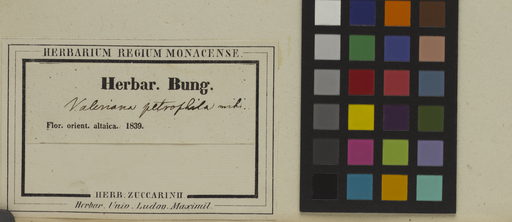 HERBARIUM REGIUM MONACENSE.
Herbar. Bung.
Valeriana petrophila mihi.
Flor. orient. altaica. 1839.
HERB. ZUCCARINII
Herbar. Univ. Ludov. Maximil.